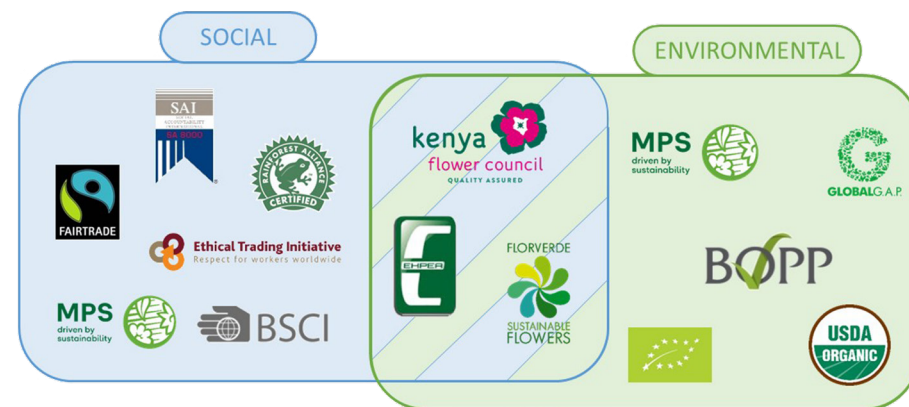 SOCIAL
ENVIRONMENTAL
SAI
SA 8000
RAINFOREST ALLIANCE
CERTIFIED
FAIRTRADE
Ethical Trading Initiative
Respect for workers worldwide
MPS
driven by
sustainability
BSCI
kenya
flower council
QUALITY ASSURED
EHPEA
FLORVERDE
SUSTAINABLE
FLOWERS
MPS
driven by
sustainability
GLOBALG.A.P.
BOPP
USDA
ORGANIC